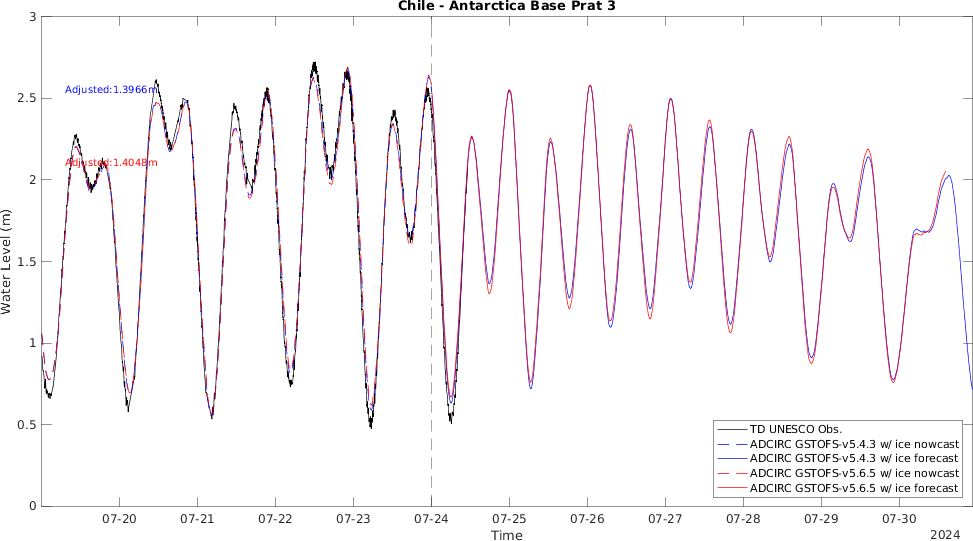 Chile - Antarctica Base Prat 3
3
2.5
2
1.5
1
0.5
0
Water Level (m)
Adjusted:1.3966m
Adjusted:1.4048m
TD UNESCO Obs.
ADCIRC GSTOFS-v5.4.3 w/ ice nowcast
ADCIRC GSTOFS-v5.4.3 w/ ice forecast
ADCIRC GSTOFS-v5.6.5 w/ ice nowcast
ADCIRC GSTOFS-v5.6.5 w/ ice forecast
07-20 07-21 07-22 07-23 07-24 07-25 07-26 07-27 07-28 07-29 07-30
Time
2024